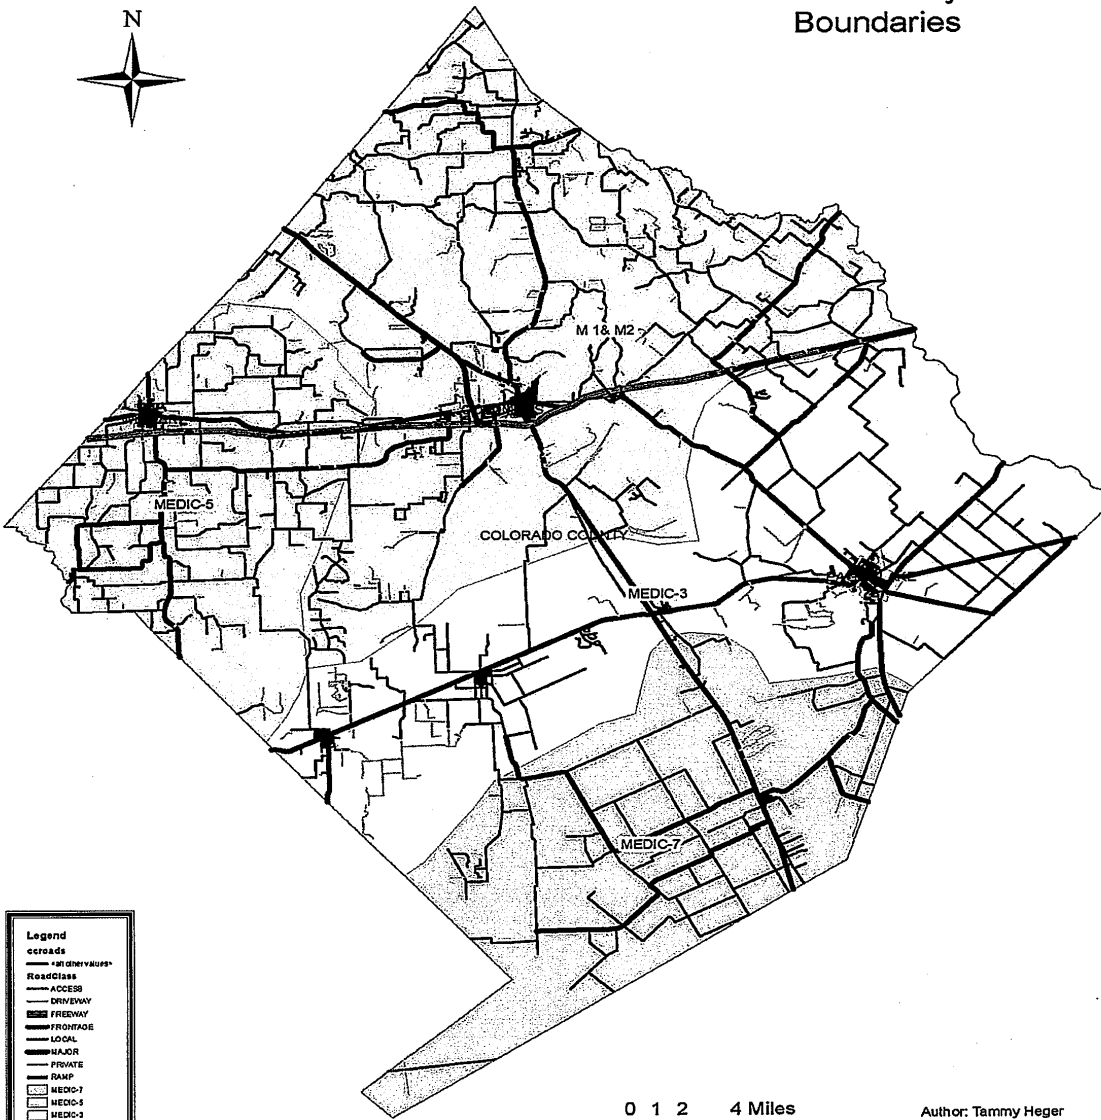 Boundaries
N
M 1& M2
MEDIC-5
COLORADO COUNTY
MEDIC-3
MEDIC-7
Legend
ccroads
<all other values>
RoadClass
ACCESS
DRIVEWAY
FREEWAY
FRONTAGE
LOCAL
MAJOR
PRIVATE
RAMP
MEDIC-7
MEDIC-5
MEDIC-3
0 1 2 4 Miles
Author: Tammy Heger